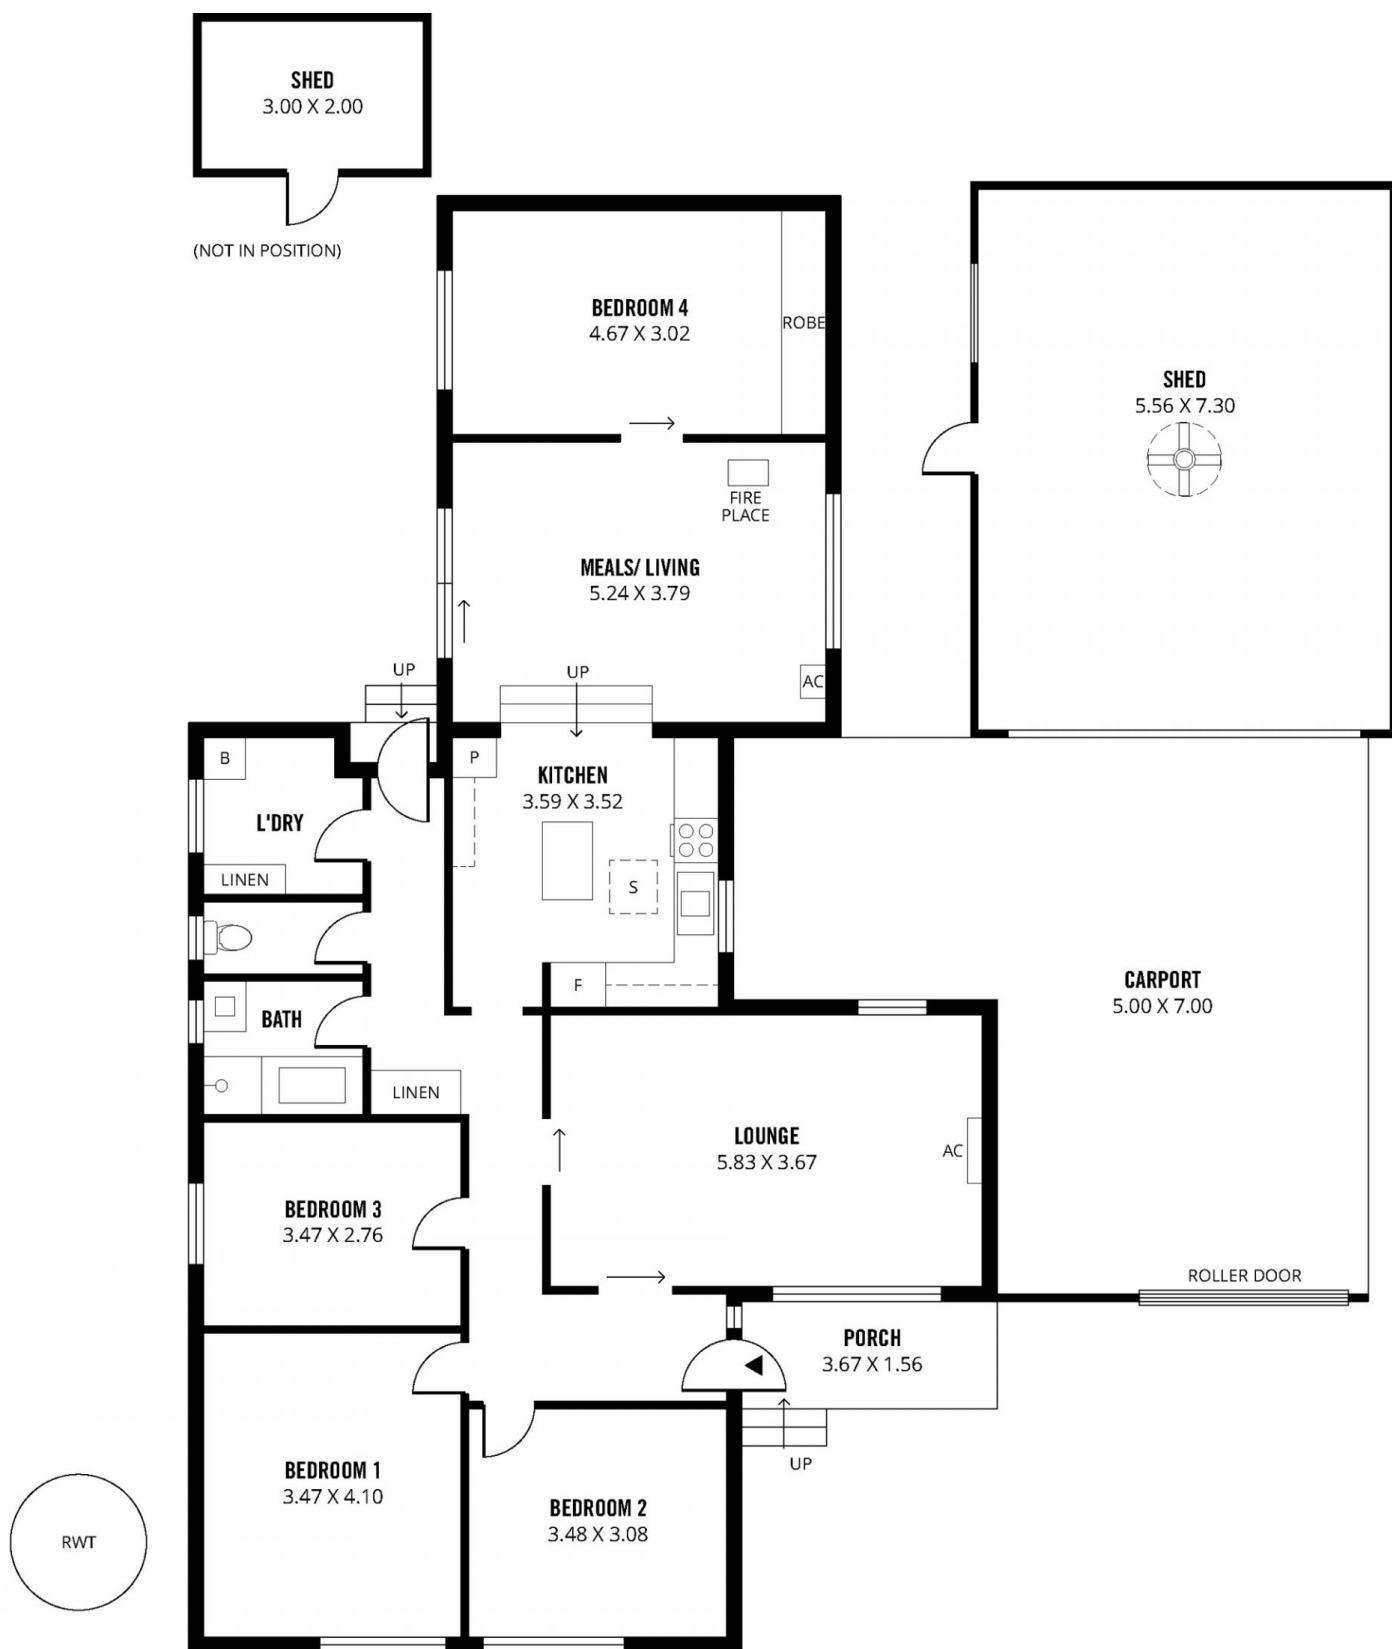 SHED
3.00 X 2.00
(NOT IN POSITION)
BEDROOM 4
4.67 X 3.02
ROBE
SHED
5.56 X 7.30
FIRE
PLACE
MEALS/ LIVING
5.24 X 3.79
UP
UP
AC
B
P
KITCHEN
3.59 X 3.52
L'DRY
LINEN
S
F
BATH
LINEN
CARPORT
5.00 X 7.00
LOUNGE
5.83 X 3.67
AC
BEDROOM 3
3.47 X 2.76
ROLLER DOOR
PORCH
3.67 X 1.56
UP
BEDROOM 1
3.47 X 4.10
BEDROOM 2
3.48 X 3.08
RWT